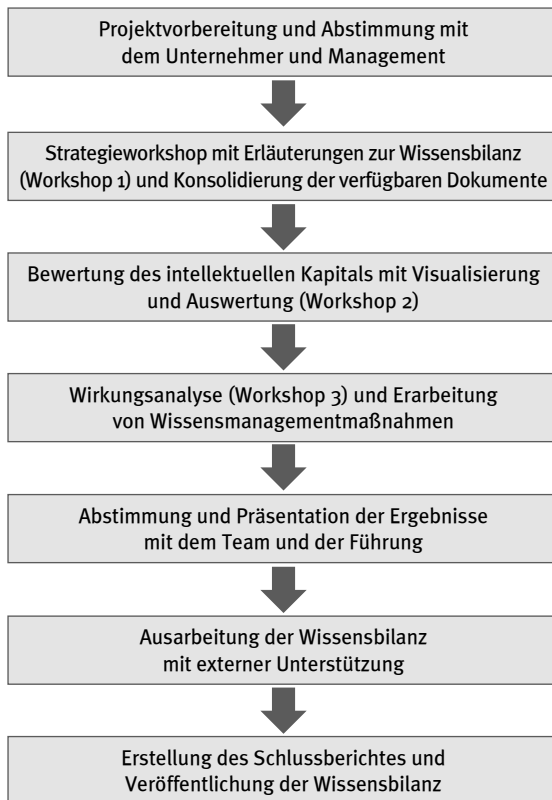 Projektvorbereitung und Abstimmung mit
dem Unternehmer und Management
Strategieworkshop mit Erläuterungen zur Wissensbilanz
(Workshop 1) und Konsolidierung der verfügbaren Dokumente
Bewertung des intellektuellen Kapitals mit Visualisierung
und Auswertung (Workshop 2)
Wirkungsanalyse (Workshop 3) und Erarbeitung
von Wissensmanagementmaßnahmen
Abstimmung und Präsentation der Ergebnisse
mit dem Team und der Führung
Ausarbeitung der Wissensbilanz
mit externer Unterstützung
Erstellung des Schlussberichtes und
Veröffentlichung der Wissensbilanz